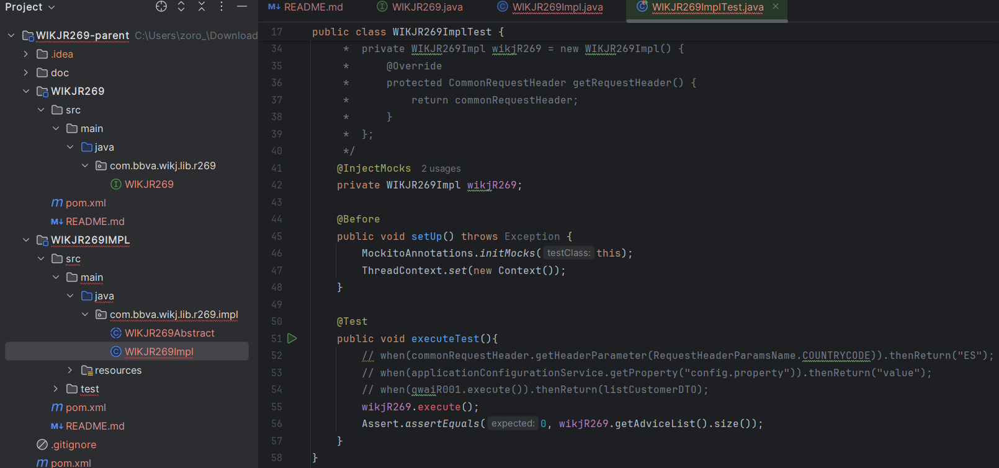 Project
WIKJR269-parent C:\Users\zoro_\Download
.idea
doc
WIKJR269
src
main
java
com.bbva.wikj.lib.r269
WIKJR269
pom.xml
README.md
WIKJR269IMPL
src
main
java
com.bbva.wikj.lib.r269.impl
WIKJR269Abstract
WIKJR269Impl
resources
test
pom.xml
README.md
.gitignore
pom.xml
README.md WIKJR269.java WIKJR269Impl.java WIKJR269ImplTest.java
17 public class WIKJR269ImplTest {
34 * private WIKJR269Impl wikjR269 = new WIKJR269Impl() {
35 * @Override
36 * protected CommonRequestHeader getRequestHeader() {
37 * return commonRequestHeader;
38 * }
39 * };
40 */
41 @InjectMocks 2 usages
42 private WIKJR269Impl wikjR269;
43
44 @Before
45 public void setUp() throws Exception {
46 MockitoAnnotations.initMocks( testClass: this);
47 ThreadContext.set(new Context());
48 }
49
50 @Test
51 public void executeTest(){
52 // when(commonRequestHeader.getHeaderParameter(RequestHeaderParamsName.COUNTRYCODE)).thenReturn("ES");
53 // when(applicationConfigurationService.getProperty("config.property")).thenReturn("value");
54 // when(qwaiR001.execute()).thenReturn(listCustomerDTO);
55 wikjR269.execute();
56 Assert.assertEquals( expected: 0, wikjR269.getAdviceList().size());
57 }
58 }